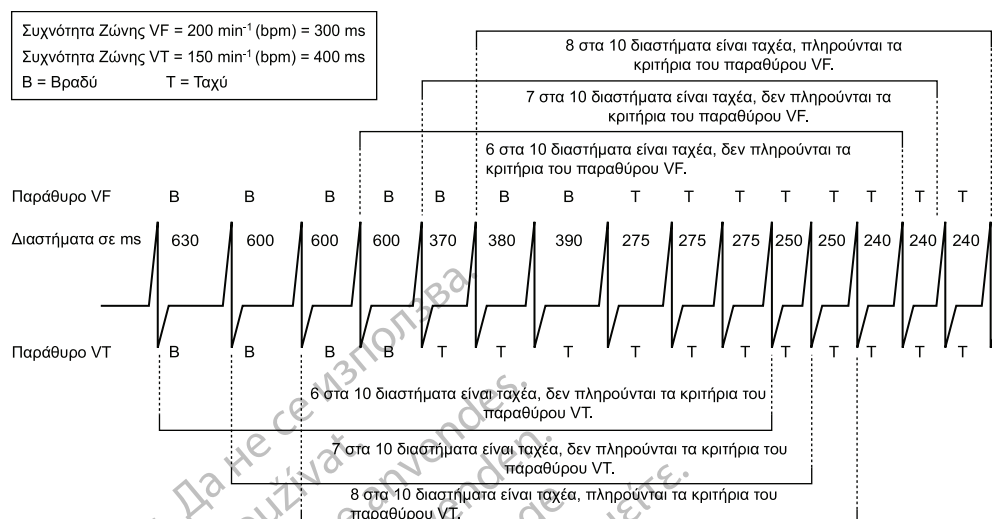 Συχνότητα Ζώνης VF = 200 min-1 (bpm) = 300 ms
Συχνότητα Ζώνης VT = 150 min-1 (bpm) = 400 ms
Β = Βραδύ Τ = Ταχύ
8 στα 10 διαστήματα είναι ταχέα, πληρούνται τα
κριτήρια του παραθύρου VF.
7 στα 10 διαστήματα είναι ταχέα, δεν πληρούνται τα
κριτήρια του παραθύρου VF.
6 στα 10 διαστήματα είναι ταχέα, δεν πληρούνται τα
κριτήρια του παραθύρου VF.
Παράθυρο VF Β Β Β Β Β Β Β Τ Τ Τ Τ Τ Τ Τ Τ
Διαστήματα σε ms 630 600 600 600 370 380 390 275 275 275 250 250 240 240 240
Παράθυρο VT Β Β Β Β Τ Τ Τ Τ Τ Τ Τ Τ Τ Τ Τ
6 στα 10 διαστήματα είναι ταχέα, δεν πληρούνται τα κριτήρια του
παραθύρου VT.
7 στα 10 διαστήματα είναι ταχέα, δεν πληρούνται τα κριτήρια του
παραθύρου VT.
8 στα 10 διαστήματα είναι ταχέα, πληρούνται τα κριτήρια του
παραθύρου VT.
Да не се използва.
anvendes.